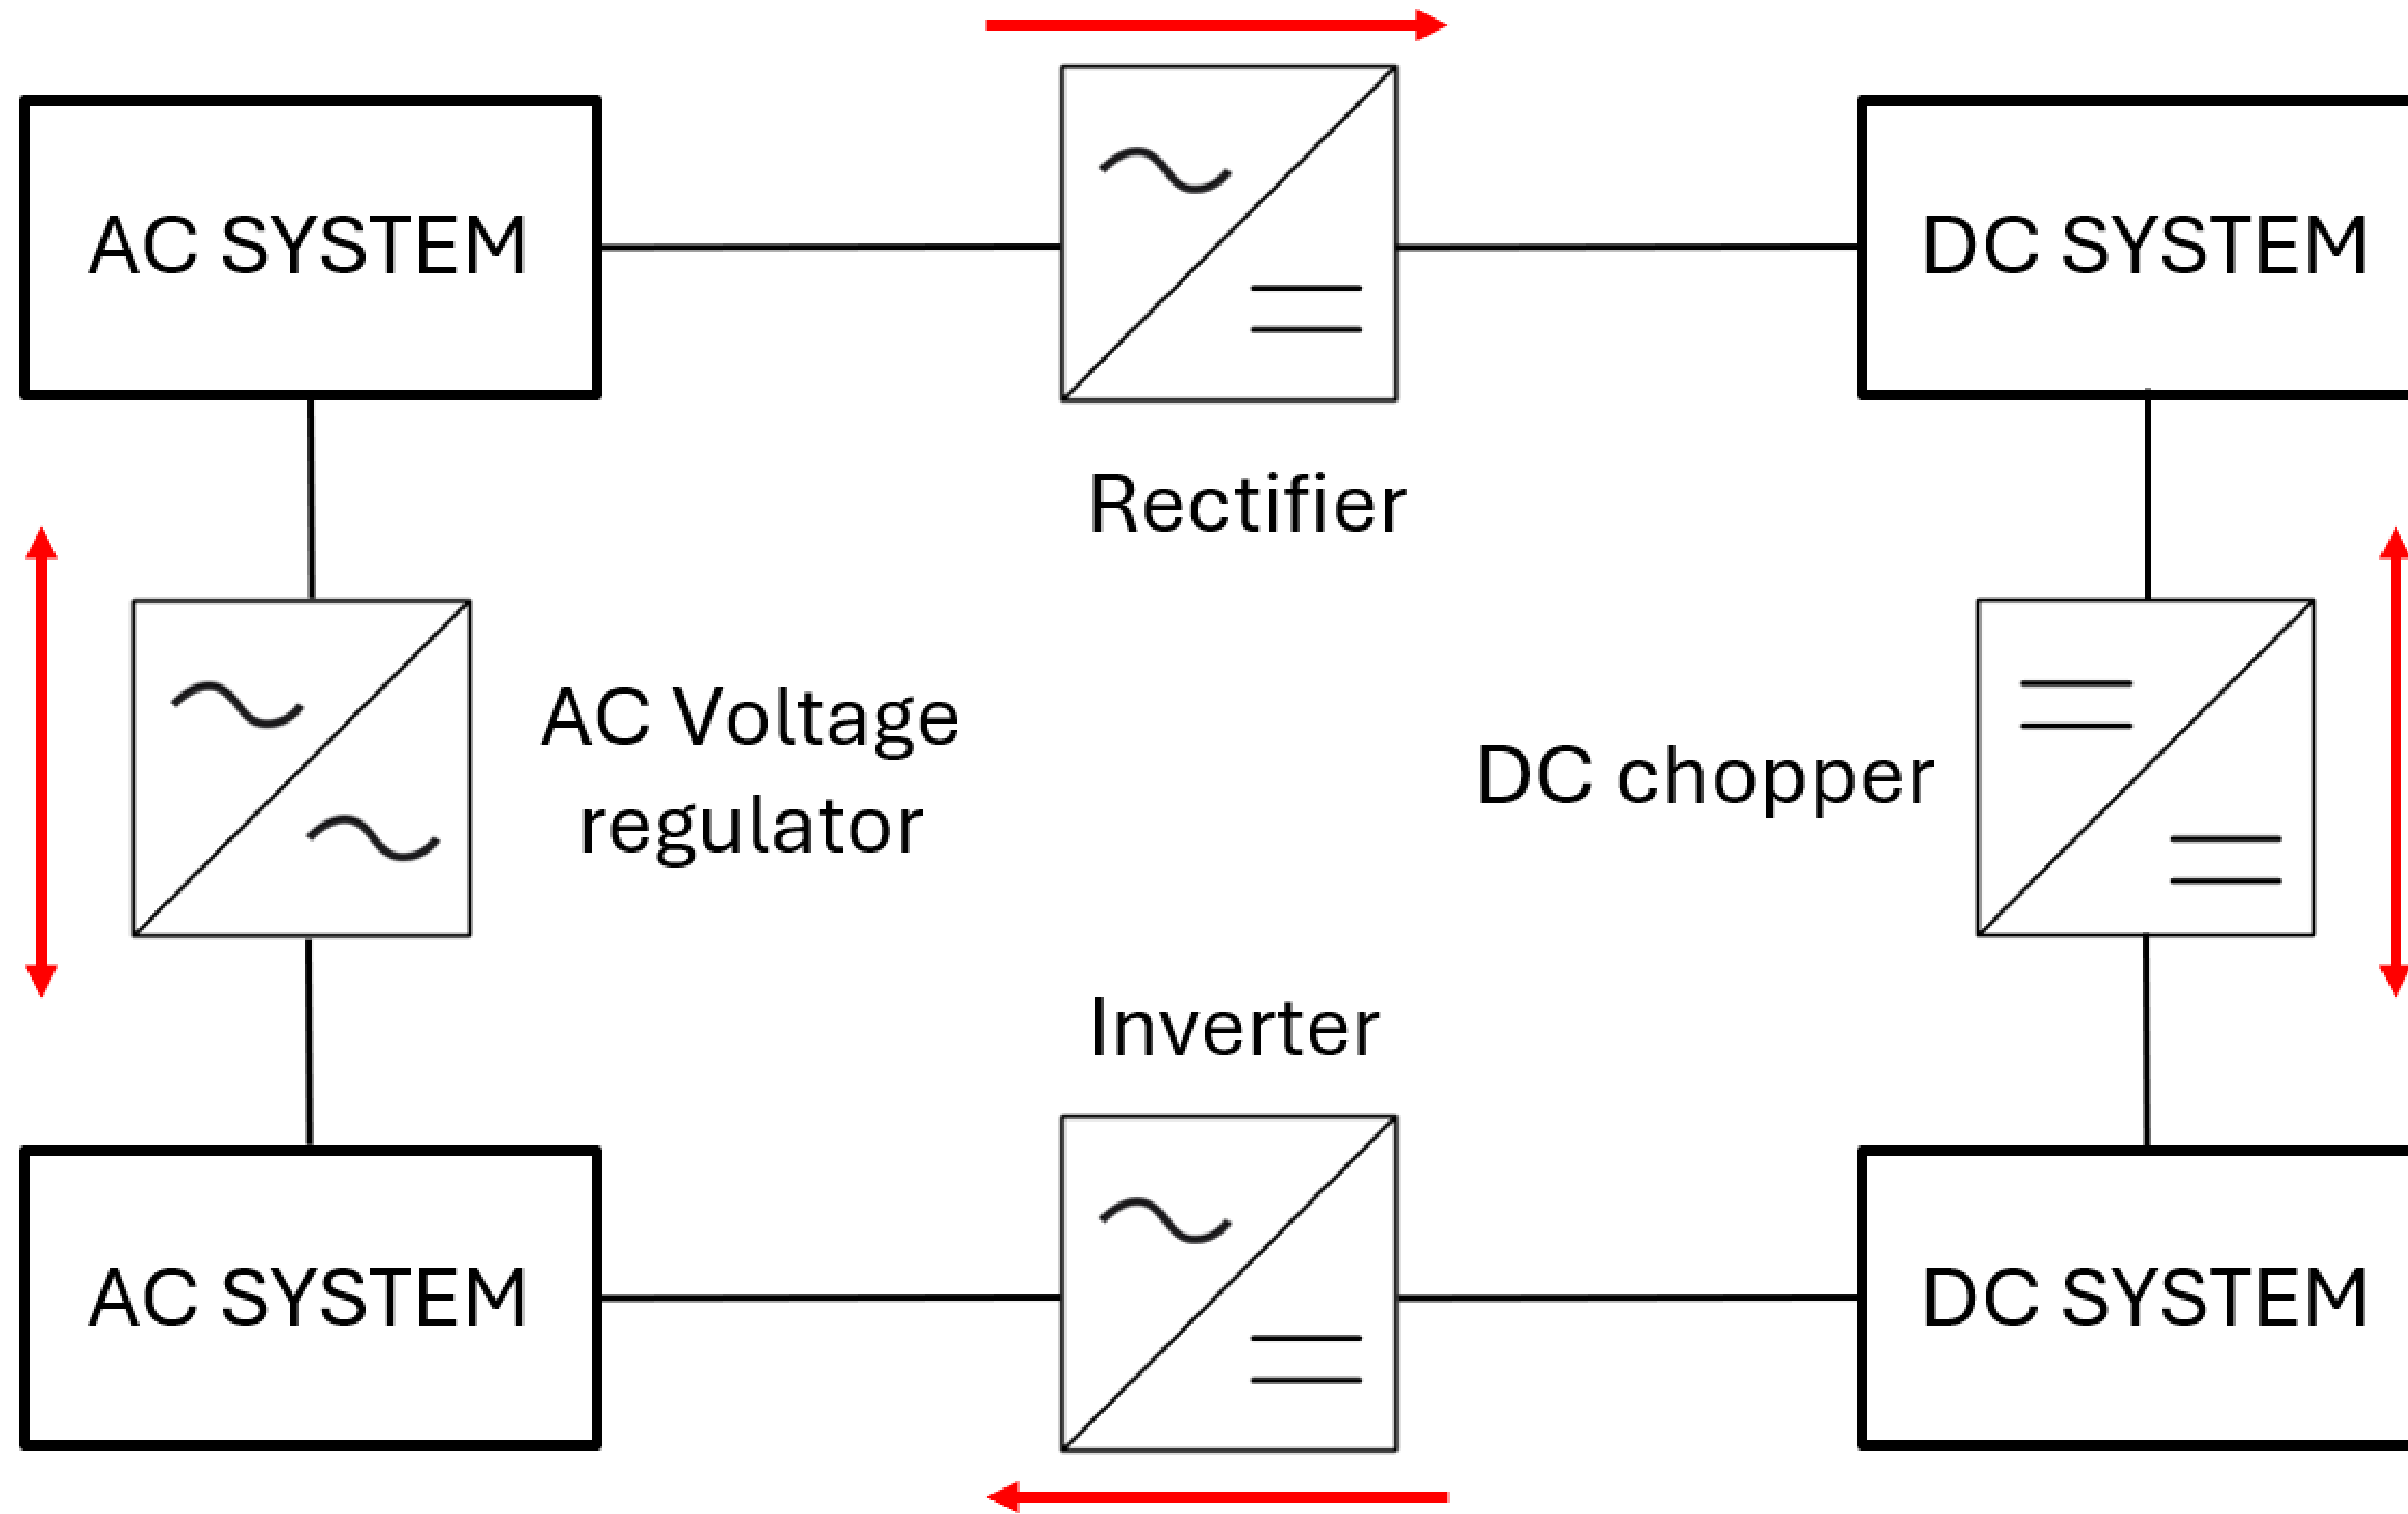 AC SYSTEM
DC SYSTEM
Rectifier
AC Voltage
regulator
DC chopper
Inverter
AC SYSTEM
DC SYSTEM